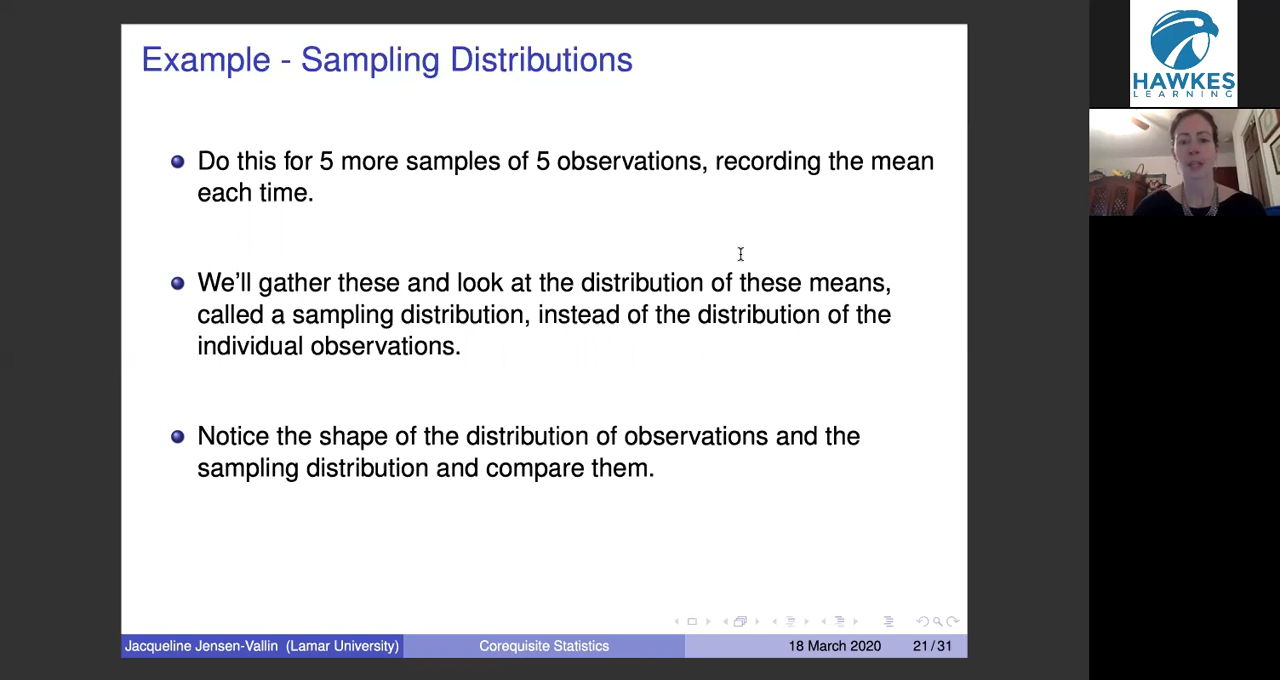 Example - Sampling Distributions
Do this for 5 more samples of 5 observations, recording the mean
each time.
We'll gather these and look at the distribution of these means,
called a sampling distribution, instead of the distribution of the
individual observations.
Notice the shape of the distribution of observations and the
sampling distribution and compare them.
Jacqueline Jensen-Vallin (Lamar University)
Corequisite Statistics
18 March 2020
21 / 31
HAWKES
LEARNING